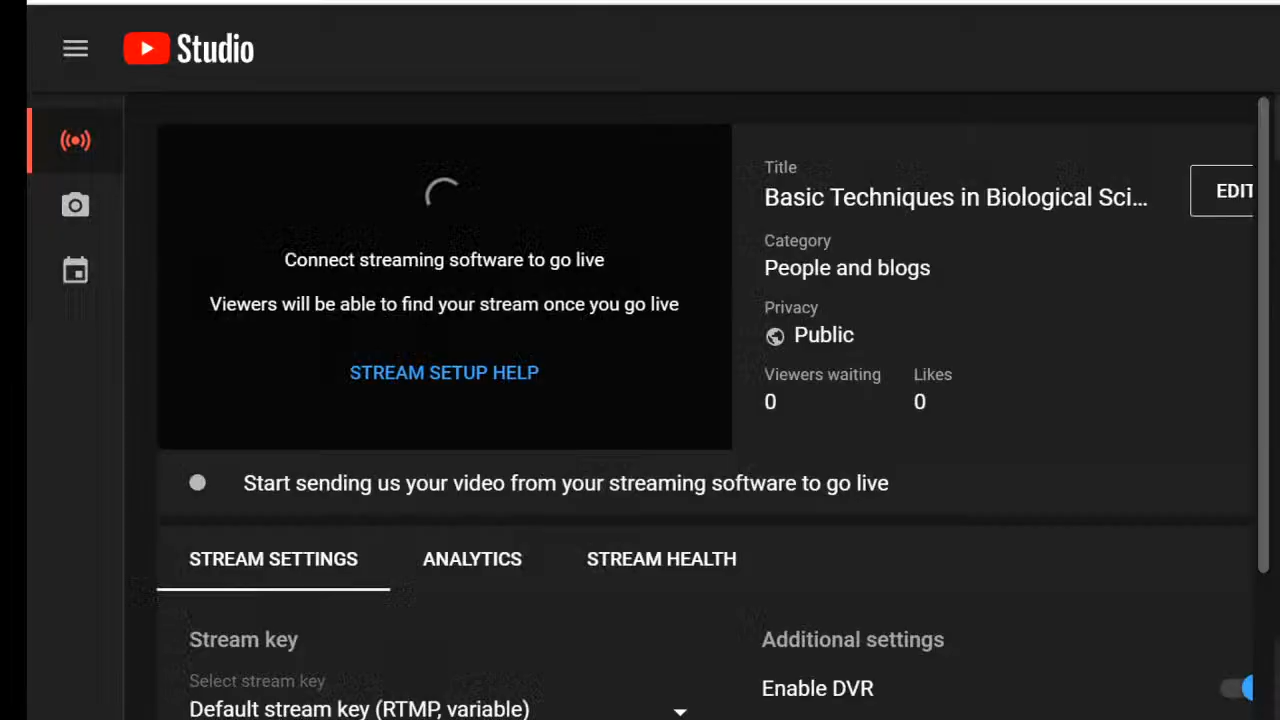 Studio
Connect streaming software to go live
Viewers will be able to find your stream once you go live
STREAM SETUP HELP
Title
Basic Techniques in Biological Sci...
EDIT
Category
People and blogs
Privacy
Public
Viewers waiting Likes
0 0
Start sending us your video from your streaming software to go live
STREAM SETTINGS ANALYTICS STREAM HEALTH
Stream key
Select stream key
Default stream key (RTMP, variable)
Additional settings
Enable DVR